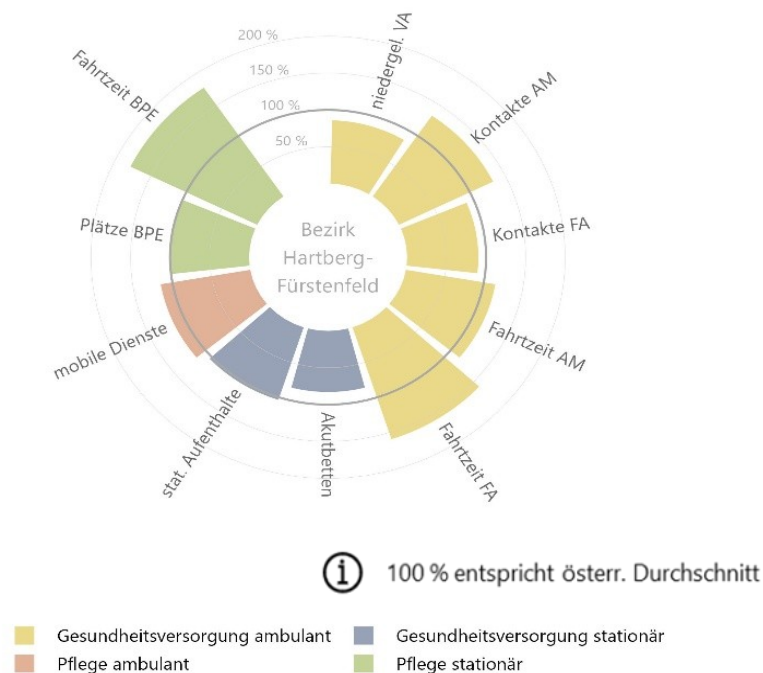 200 %
150 %
100 %
50 %
niedergel. VA
Kontakte AM
Kontakte FA
Fahrtzeit AM
Fahrtzeit FA
Akutbetten
stat. Aufenthalte
mobile Dienste
Plätze BPE
Fahrtzeit BPE
Bezirk
Hartberg-
Fürstenfeld
100 % entspricht österr. Durchschnitt
Gesundheitsversorgung ambulant
Gesundheitsversorgung stationär
Pflege ambulant
Pflege stationär